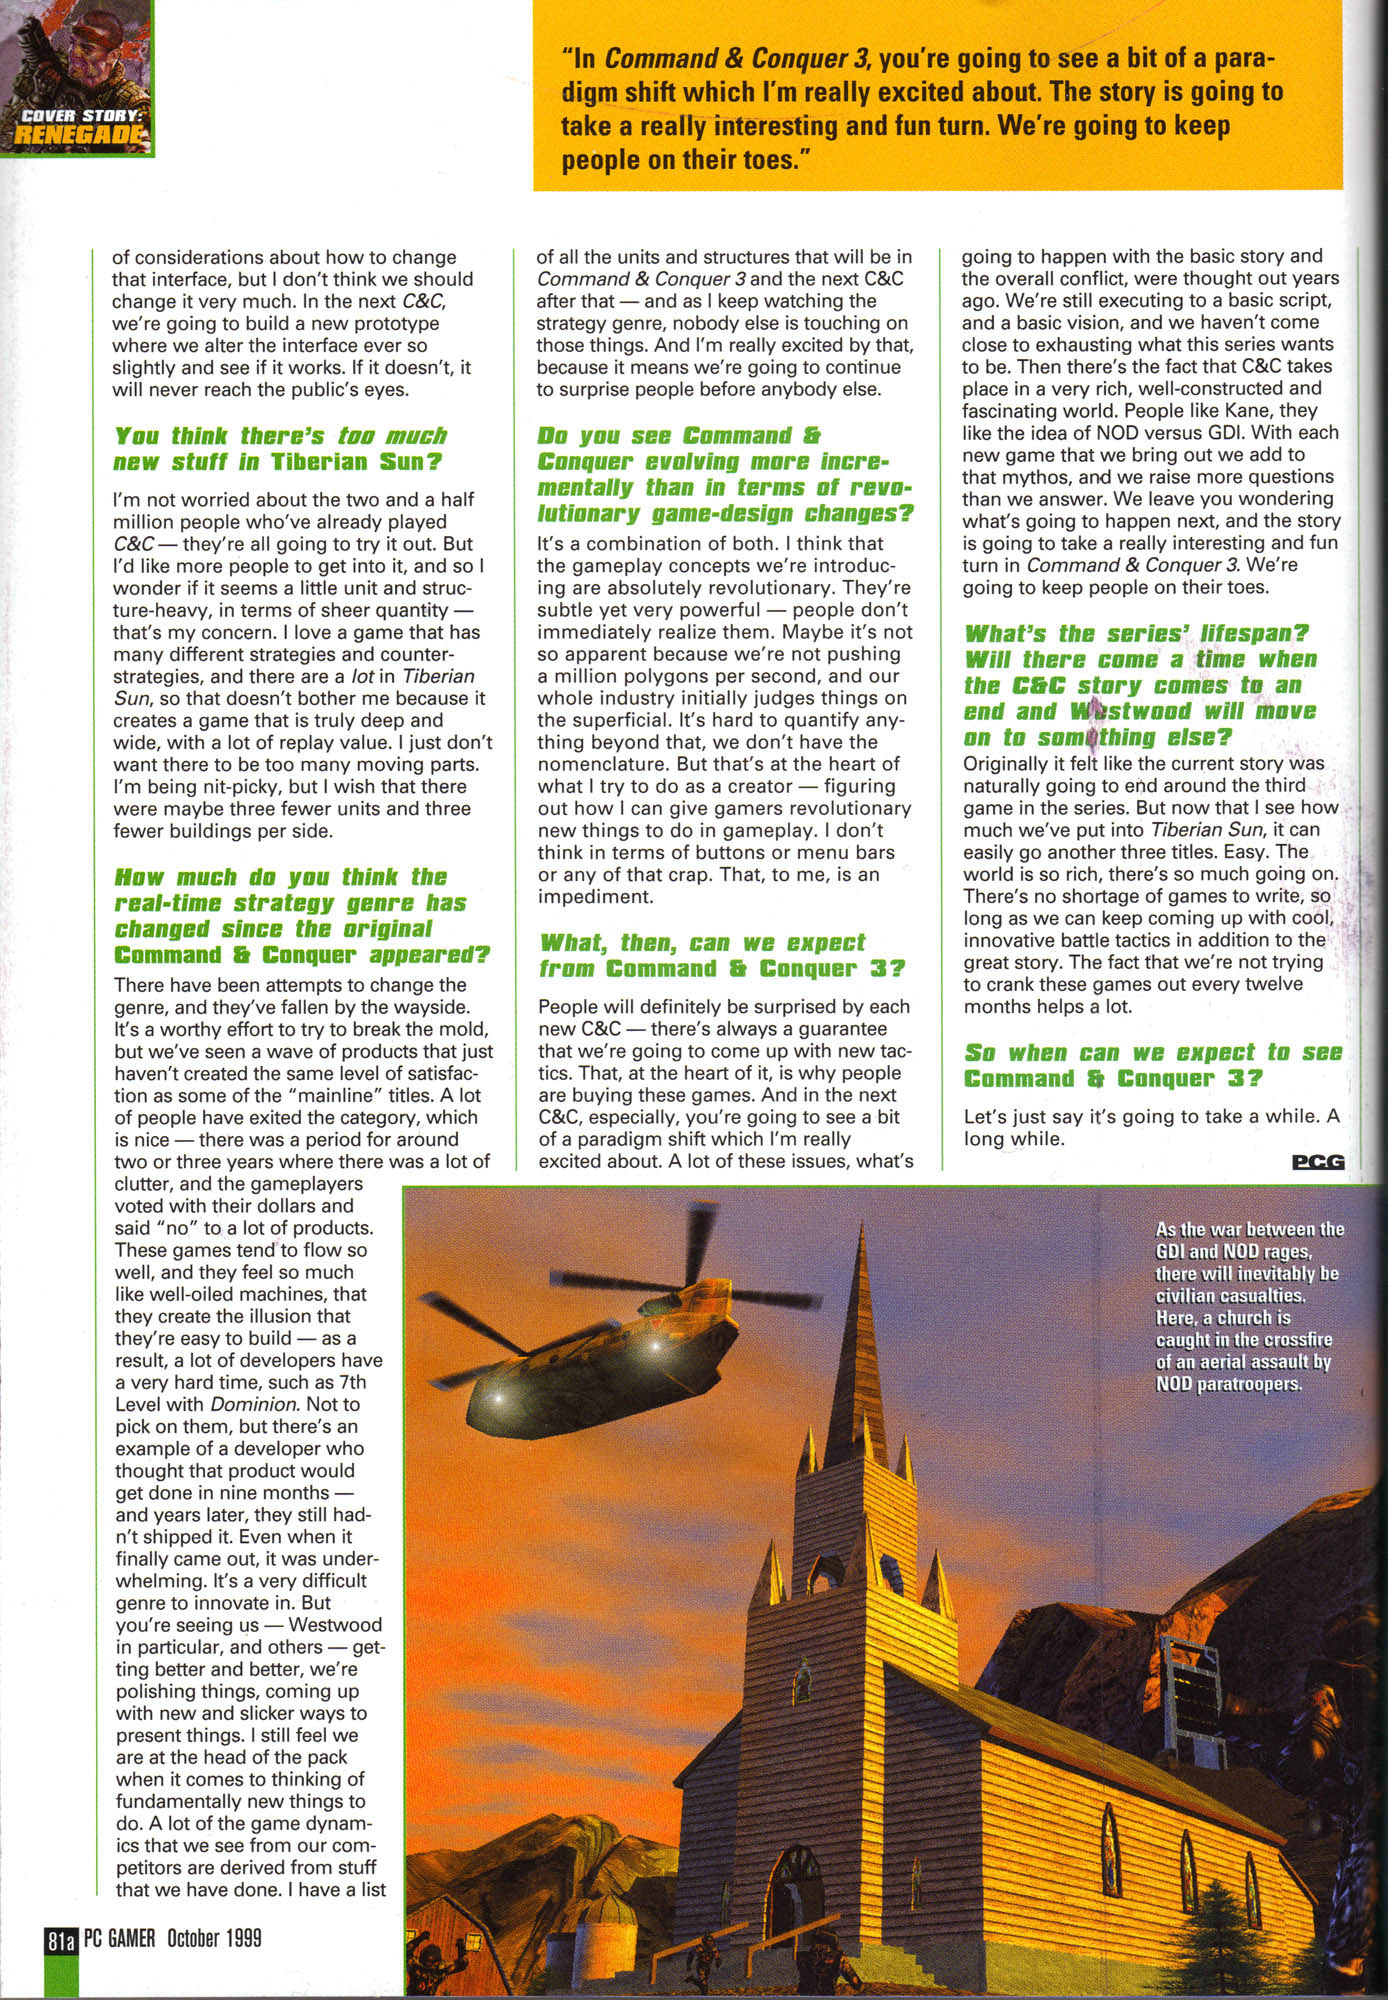 COVER STORY:
RENEGADE
“In Command & Conquer 3, you’re going to see a bit of a para-
digm shift which I’m really excited about. The story is going to
take a really interesting and fun turn. We’re going to keep
people on their toes.”
of considerations about how to change
that interface, but I don’t think we should
change it very much. In the next C&C,
we’re going to build a new prototype
where we alter the interface ever so
slightly and see if it works. If it doesn’t, it
will never reach the public’s eyes.
You think there’s too much
new stuff in Tiberian Sun?
I’m not worried about the two and a half
million people who’ve already played
C&C — they’re all going to try it out. But
I’d like more people to get into it, and so I
wonder if it seems a little unit and struc-
ture-heavy, in terms of sheer quantity —
that’s my concern. I love a game that has
many different strategies and counter-
strategies, and there are a lot in Tiberian
Sun, so that doesn’t bother me because it
creates a game that is truly deep and
wide, with a lot of replay value. I just don’t
want there to be too many moving parts.
I’m being nit-picky, but I wish that there
were maybe three fewer units and three
fewer buildings per side.
How much do you think the
real-time strategy genre has
changed since the original
Command & Conquer appeared?
There have been attempts to change the
genre, and they’ve fallen by the wayside.
It’s a worthy effort to try to break the mold,
but we’ve seen a wave of products that just
haven’t created the same level of satisfac-
tion as some of the “mainline” titles. A lot
of people have exited the category, which
is nice — there was a period for around
two or three years where there was a lot of
clutter, and the gameplayers
voted with their dollars and
said “no” to a lot of products.
These games tend to flow so
well, and they feel so much
like well-oiled machines, that
they create the illusion that
they’re easy to build — as a
result, a lot of developers have
a very hard time, such as 7th
Level with Dominion. Not to
pick on them, but there’s an
example of a developer who
thought that product would
get done in nine months —
and years later, they still had-
n’t shipped it. Even when it
finally came out, it was under-
whelming. It’s a very difficult
genre to innovate in. But
you’re seeing us — Westwood
in particular, and others — get-
ting better and better, we’re
polishing things, coming up
with new and slicker ways to
present things. I still feel we
are at the head of the pack
when it comes to thinking of
fundamentally new things to
do. A lot of the game dynam-
ics that we see from our com-
petitors are derived from stuff
that we have done. I have a list
of all the units and structures that will be in
Command & Conquer 3 and the next C&C
after that — and as I keep watching the
strategy genre, nobody else is touching on
those things. And I’m really excited by that,
because it means we’re going to continue
to surprise people before anybody else.
Do you see Command &
Conquer evolving more incre-
mentally than in terms of revo-
lutionary game-design changes?
It’s a combination of both. I think that
the gameplay concepts we’re introduc-
ing are absolutely revolutionary. They’re
subtle yet very powerful — people don’t
immediately realize them. Maybe it’s not
so apparent because we’re not pushing
a million polygons per second, and our
whole industry initially judges things on
the superficial. It’s hard to quantify any-
thing beyond that, we don’t have the
nomenclature. But that’s at the heart of
what I try to do as a creator — figuring
out how I can give gamers revolutionary
new things to do in gameplay. I don’t
think in terms of buttons or menu bars
or any of that crap. That, to me, is an
impediment.
What, then, can we expect
from Command & Conquer 3?
People will definitely be surprised by each
new C&C — there’s always a guarantee
that we’re going to come up with new tac-
tics. That, at the heart of it, is why people
are buying these games. And in the next
C&C, especially, you’re going to see a bit
of a paradigm shift which I’m really
excited about. A lot of these issues, what’s
going to happen with the basic story and
the overall conflict, were thought out years
ago. We’re still executing to a basic script,
and a basic vision, and we haven’t come
close to exhausting what this series wants
to be. Then there’s the fact that C&C takes
place in a very rich, well-constructed and
fascinating world. People like Kane, they
like the idea of NOD versus GDI. With each
new game that we bring out we add to
that mythos, and we raise more questions
than we answer. We leave you wondering
what’s going to happen next, and the story
is going to take a really interesting and fun
turn in Command & Conquer 3. We’re
going to keep people on their toes.
What’s the series’ lifespan?
Will there come a time when
the C&C story comes to an
end and Westwood will move
on to something else?
Originally it felt like the current story was
naturally going to end around the third
game in the series. But now that I see how
much we’ve put into Tiberian Sun, it can
easily go another three titles. Easy. The
world is so rich, there’s so much going on.
There’s no shortage of games to write, so
long as we can keep coming up with cool,
innovative battle tactics in addition to the
great story. The fact that we’re not trying
to crank these games out every twelve
months helps a lot.
So when can we expect to see
Command & Conquer 3?
Let’s just say it’s going to take a while. A
long while.
PCG
As the war between the
GDI and NOD rages,
there will inevitably be
civilian casualties.
Here, a church is
caught in the crossfire
of an aerial assault by
NOD paratroopers.
81a PC GAMER October 1999